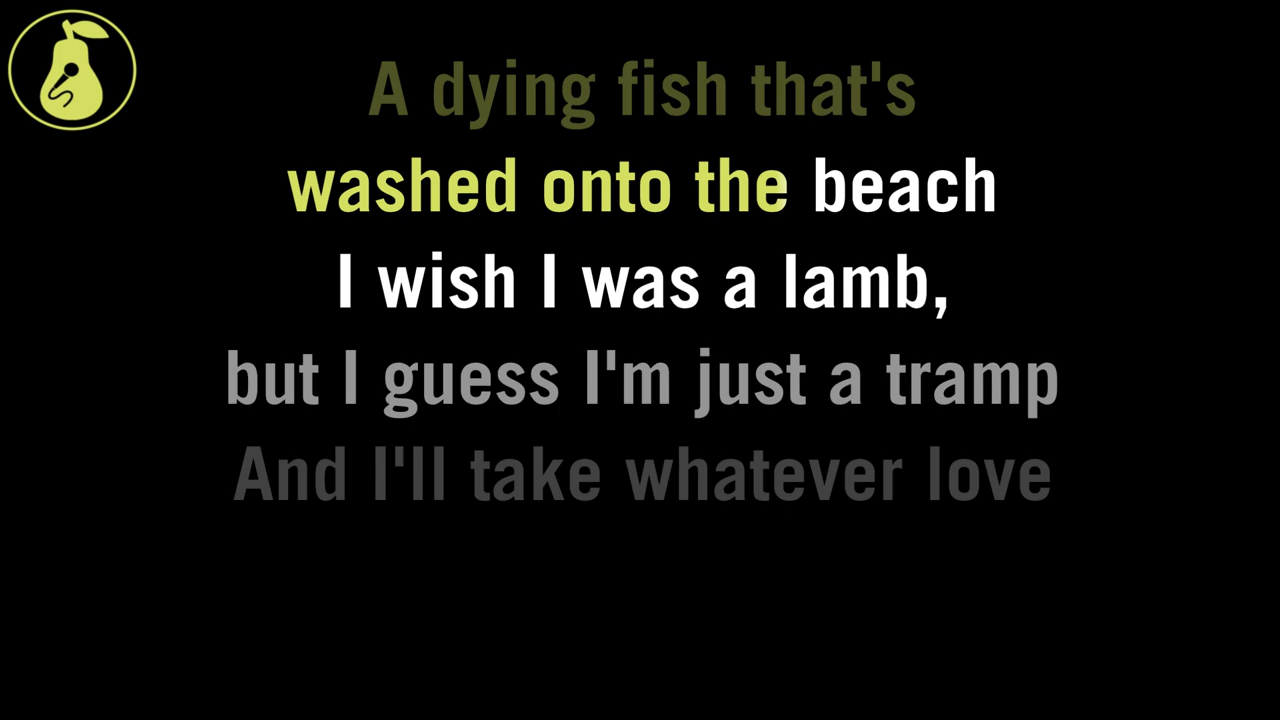 A dying fish that's
washed onto the beach
I wish I was a lamb,
but I guess I'm just a tramp
And I'll take whatever love